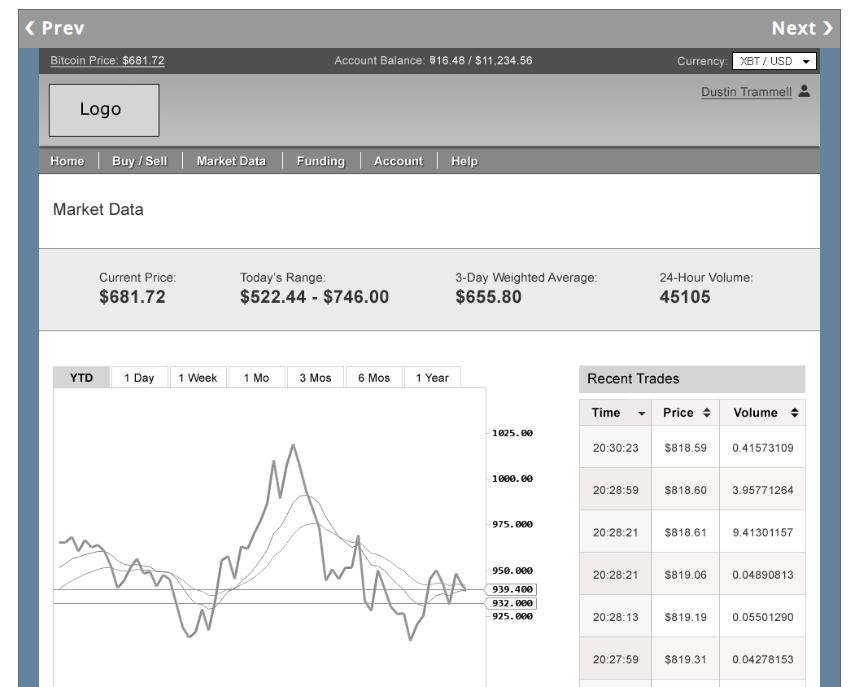 Prev
Next
Bitcoin Price: $681.72
Account Balance: 16.48 / $11,234.56
Currency: XBT / USD
Dustin Trammell
Logo
Home
Buy / Sell
Market Data
Funding
Account
Help
Market Data
Current Price:
$681.72
Today's Range:
$522.44 - $746.00
3-Day Weighted Average:
$655.80
24-Hour Volume:
45105
YTD
1 Day
1 Week
1 Mo
3 Mos
6 Mos
1 Year
1025.00
1000.00
975.000
950.000
939.400
932.000
925.000
Recent Trades
Time Price Volume
20:30:23 $818.59 0.41573109
20:28:59 $818.60 3.95771264
20:28:21 $818.61 9.41301157
20:28:21 $819.06 0.04890813
20:28:13 $819.19 0.05501290
20:27:59 $819.31 0.04278153